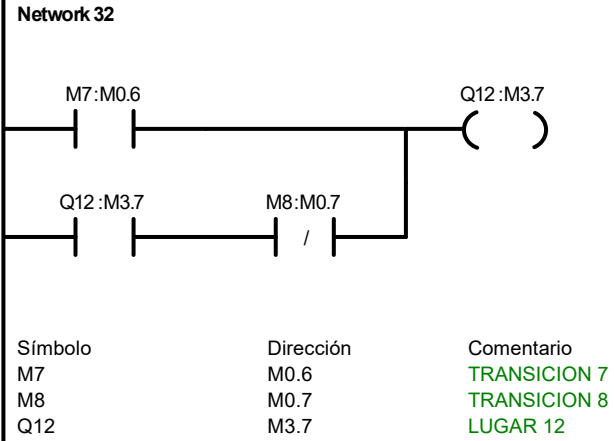 Network 32
M7:M0.6 Q12:M3.7
Q12:M3.7 M8:M0.7
/
Símbolo Dirección Comentario
M7 M0.6 TRANSICION 7
M8 M0.7 TRANSICION 8
Q12 M3.7 LUGAR 12